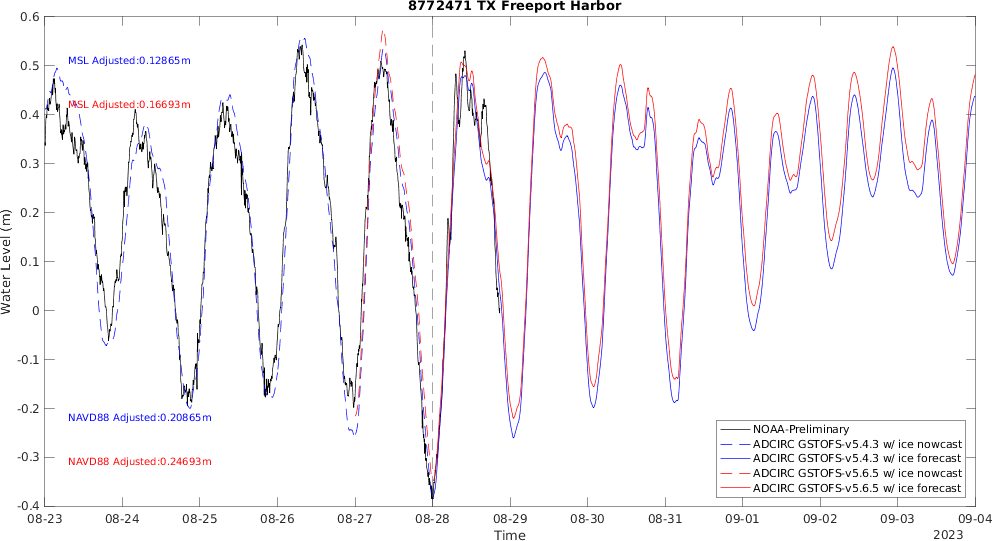 8772471 TX Freeport Harbor
0.6
0.5
0.4
0.3
0.2
0.1
0
-0.1
-0.2
-0.3
-0.4
Water Level (m)
MSL Adjusted:0.12865m
MSL Adjusted:0.16693m
NAVD88 Adjusted:0.20865m
NAVD88 Adjusted:0.24693m
NOAA-Preliminary
ADCIRC GSTOFS-v5.4.3 w/ ice nowcast
ADCIRC GSTOFS-v5.4.3 w/ ice forecast
ADCIRC GSTOFS-v5.6.5 w/ ice nowcast
ADCIRC GSTOFS-v5.6.5 w/ ice forecast
08-23 08-24 08-25 08-26 08-27 08-28 08-29 08-30 08-31 09-01 09-02 09-03 09-04
Time
2023